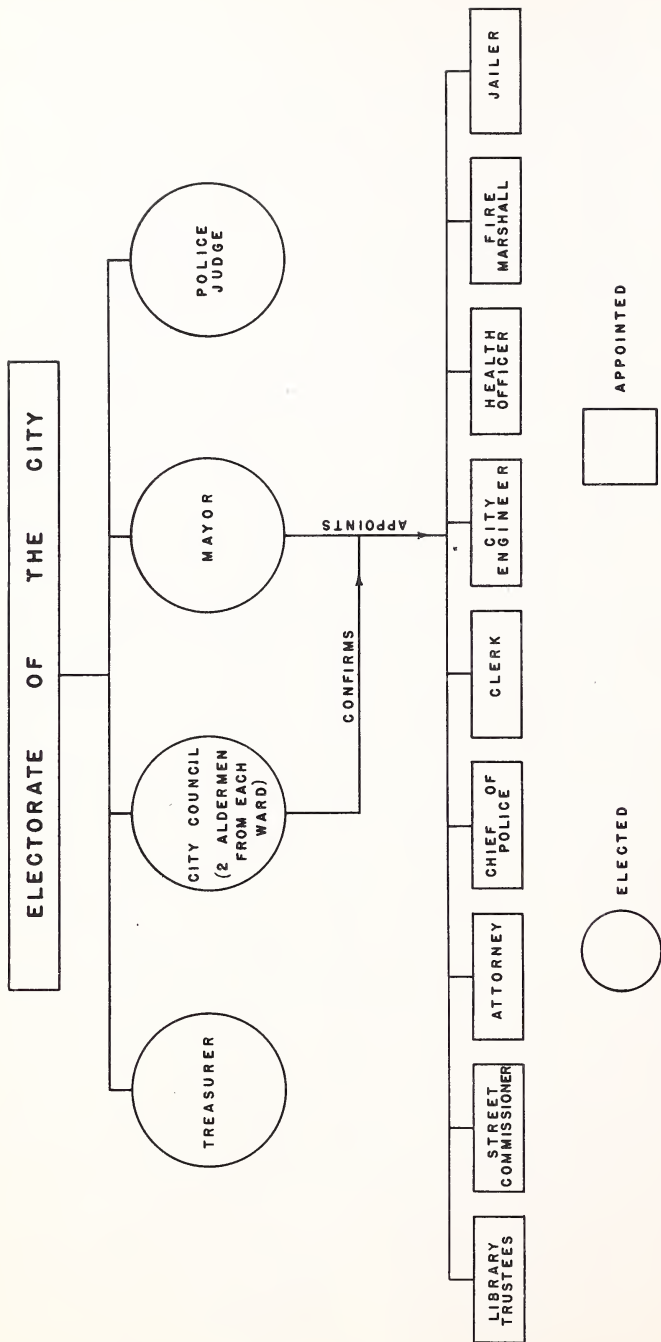 ELECTORATE OF THE CITY
TREASURER
CITY COUNCIL
(2 ALDERMEN
FROM EACH
WARD)
MAYOR
POLICE
JUDGE
CONFIRMS
APPOINTS
LIBRARY
TRUSTEES
STREET
COMMISSIONER
ATTORNEY
CHIEF OF
POLICE
CLERK
CITY
ENGINEER
HEALTH
OFFICER
FIRE
MARSHALL
JAILER
ELECTED
APPOINTED